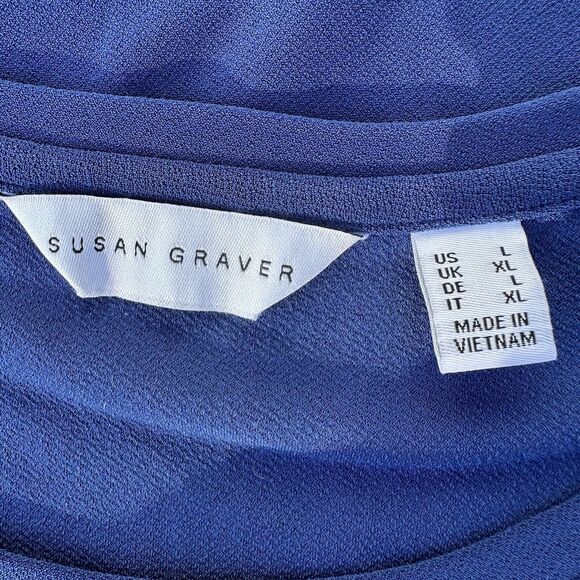 SUSAN GRAVER
US L
UK XL
DE L
IT XL
MADE IN
VIETNAM